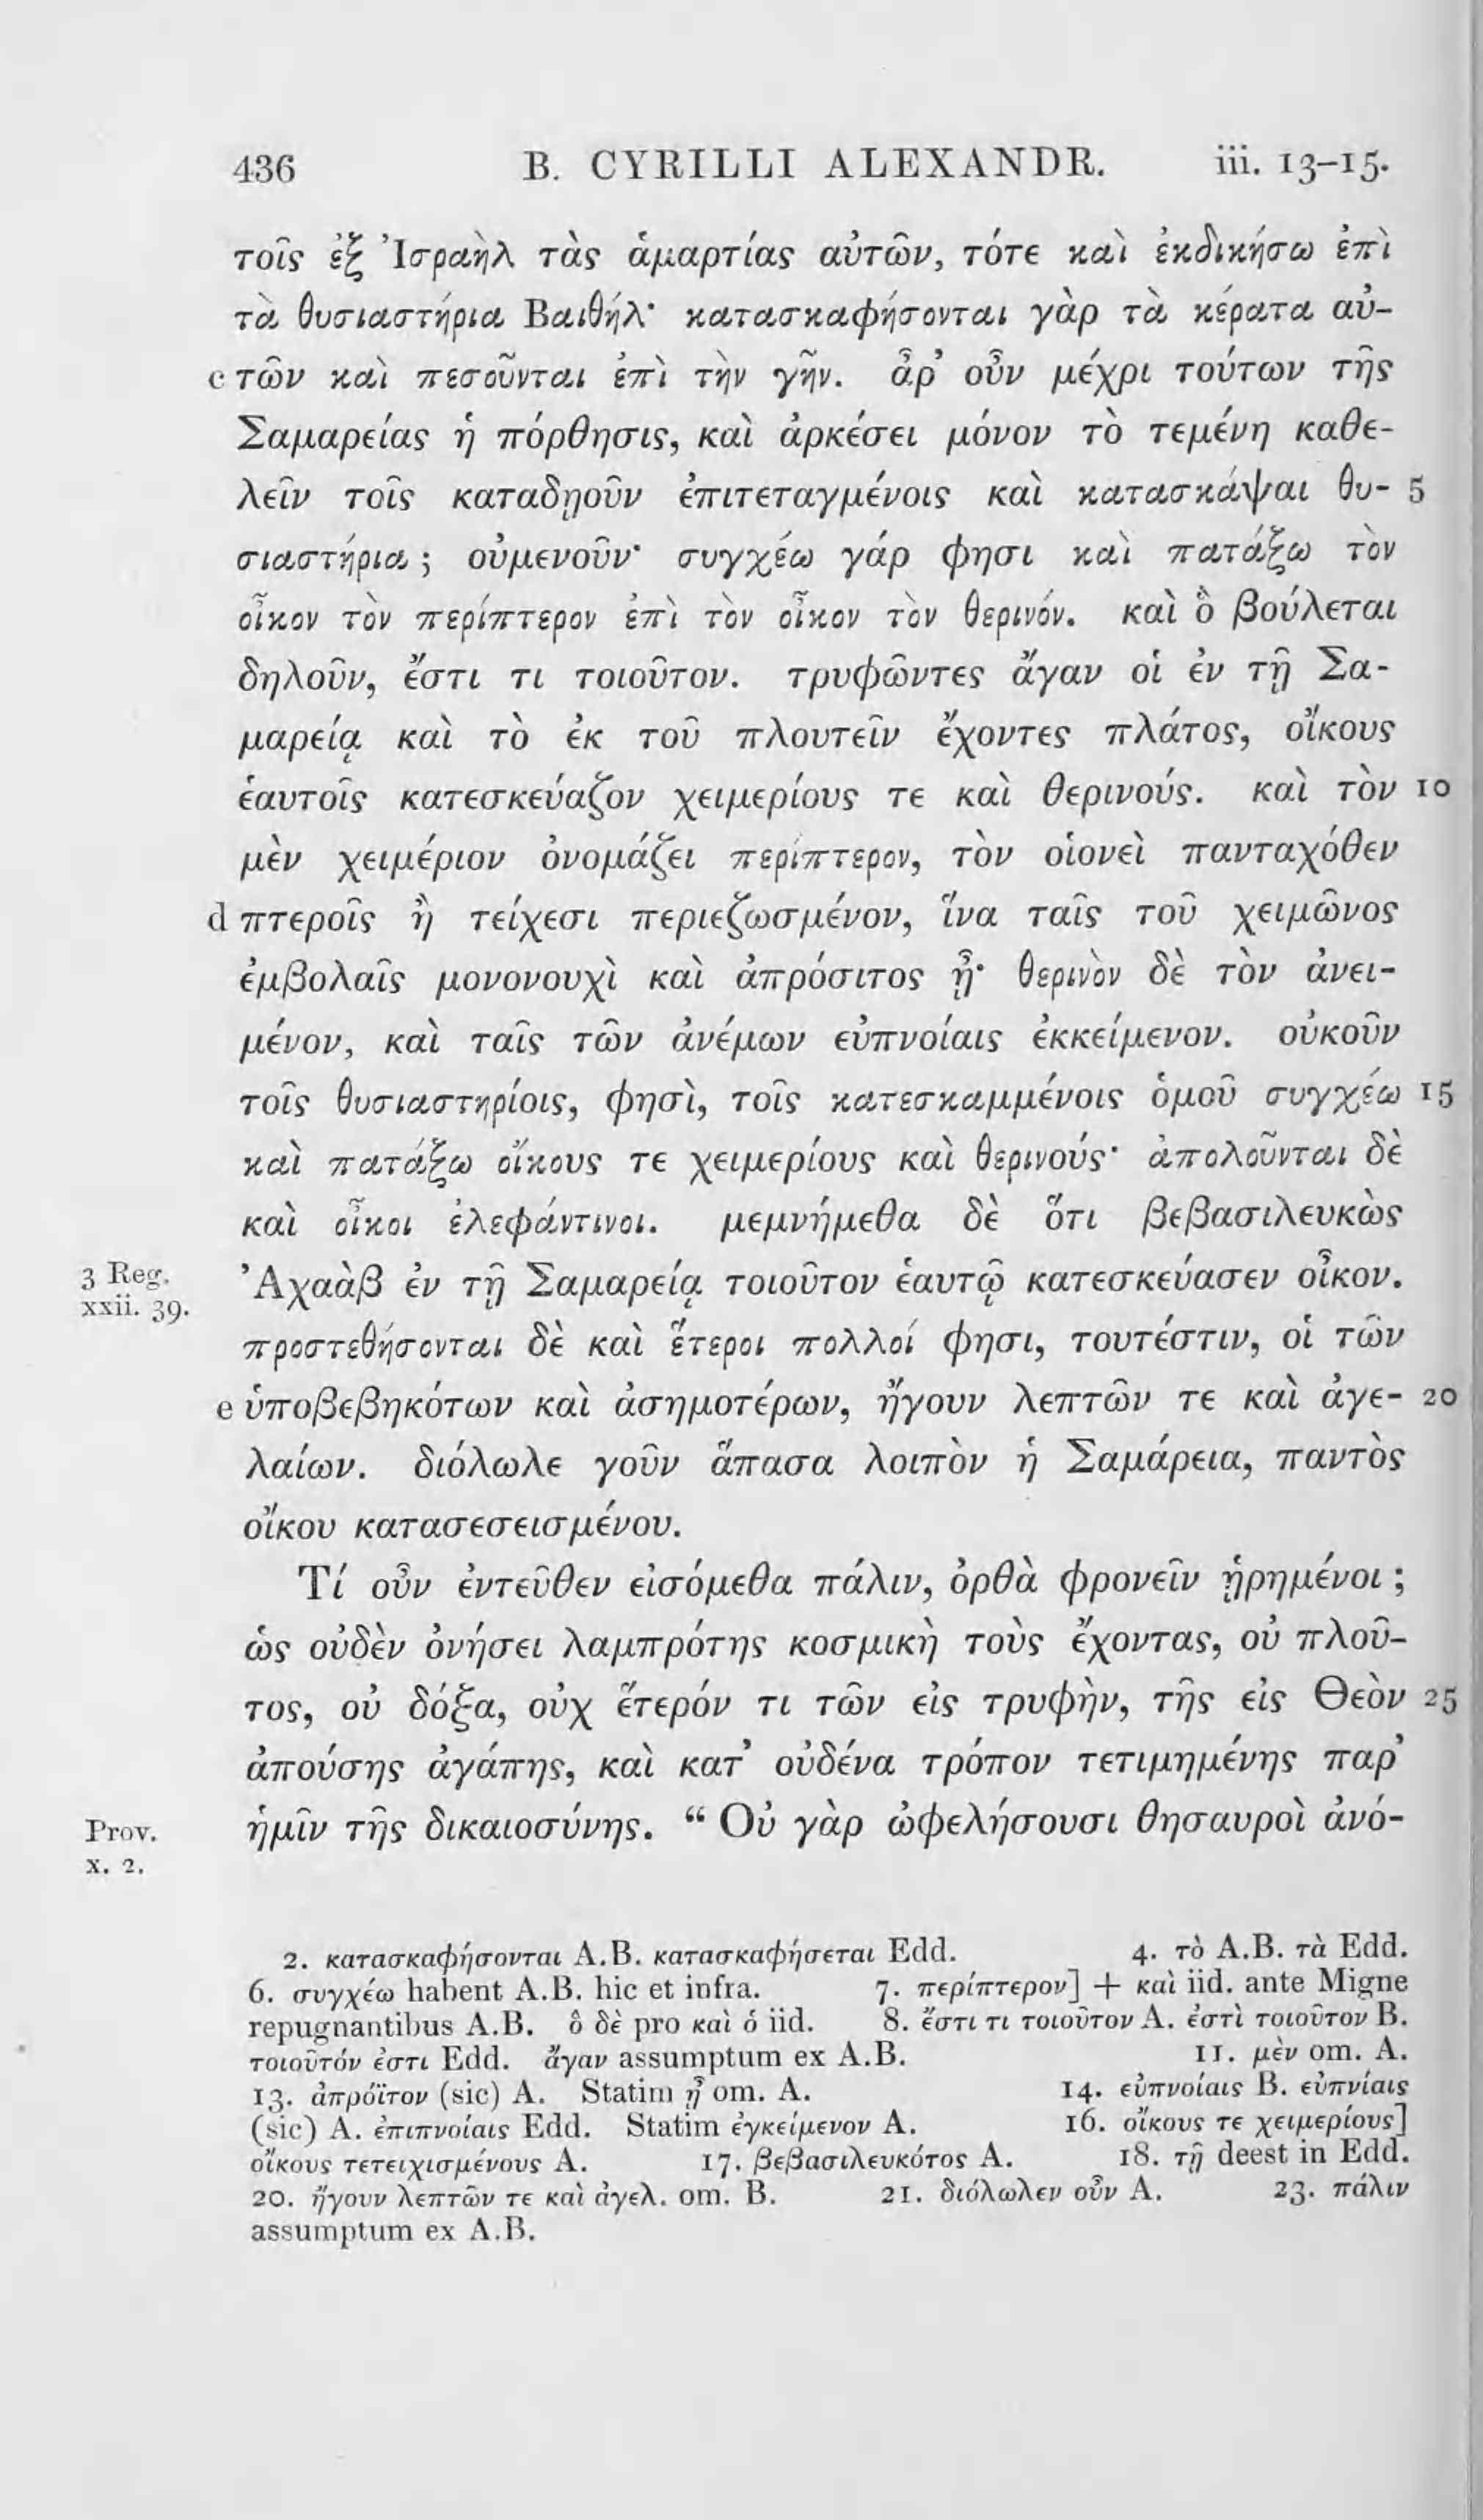 436 B. CYRILLI ALEXANDR. iii. 13–15.
τοῖς ἐξ Ἰσραὴλ τὰς ἁμαρτίας αὐτῶν, τότε καὶ ἐκδικήσω ἐπὶ
τὰ θυσιαστήρια Βαιθήλ· κατασκαφήσονται γὰρ τὰ κέρατα αὐ-
c τῶν καὶ πεσοῦνται ἐπὶ τὴν γῆν. ἆρ’ οὖν μέχρι τούτων τῆς
Σαμαρείας ἡ πόρθησις, καὶ ἀρκέσει μόνον τὸ τεμένη καθε-
λεῖν τοῖς καταδῃοῦν ἐπιτεταγμένοις καὶ κατασκάψαι θυ- 5
σιαστήρια ; οὐμενοῦν· συγχέω γάρ φησι καὶ πατάξω τὸν
οἶκον τὸν περίπτερον ἐπὶ τὸν οἶκον τὸν θερινόν. καὶ ὃ βούλεται
δηλοῦν, ἔστι τι τοιοῦτον. τρυφῶντες ἄγαν οἱ ἐν τῇ Σα-
μαρείᾳ καὶ τὸ ἐκ τοῦ πλουτεῖν ἔχοντες πλάτος, οἴκους
ἑαυτοῖς κατεσκεύαζον χειμερίους τε καὶ θερινούς. καὶ τὸν 10
μὲν χειμέριον ὀνομάζει περίπτερον, τὸν οἱονεὶ πανταχόθεν
d πτεροῖς ἢ τείχεσι περιεζωσμένον, ἵνα ταῖς τοῦ χειμῶνος
ἐμβολαῖς μονονουχὶ καὶ ἀπρόσιτος ᾖ· θερινὸν δὲ τὸν ἀνει-
μένον, καὶ ταῖς τῶν ἀνέμων εὐπνοίαις ἐκκείμενον. οὐκοῦν
τοῖς θυσιαστηρίοις, φησὶ, τοῖς κατεσκαμμένοις ὁμοῦ συγχέω 15
καὶ πατάξω οἴκους τε χειμερίους καὶ θερινούς· ἀπολοῦνται δὲ
καὶ οἶκοι ἐλεφάντινοι. μεμνήμεθα δὲ ὅτι βεβασιλευκὼς
3 Reg. xxii. 39. Ἀχαὰβ ἐν τῇ Σαμαρείᾳ τοιοῦτον ἑαυτῷ κατεσκεύασεν οἶκον.
προστεθήσονται δὲ καὶ ἕτεροι πολλοί φησι, τουτέστιν, οἱ τῶν
e ὑποβεβηκότων καὶ ἀσημοτέρων, ἤγουν λεπτῶν τε καὶ ἀγε- 20
λαίων. διόλωλε γοῦν ἅπασα λοιπὸν ἡ Σαμάρεια, παντὸς
οἴκου κατασεσεισμένου.
Τί οὖν ἐντεῦθεν εἰσόμεθα πάλιν, ὀρθὰ φρονεῖν ᾑρημένοι ;
ὡς οὐδὲν ὀνήσει λαμπρότης κοσμικὴ τοὺς ἔχοντας, οὐ πλοῦ-
τος, οὐ δόξα, οὐχ ἕτερόν τι τῶν εἰς τρυφὴν, τῆς εἰς Θεὸν 25
ἀπούσης ἀγάπης, καὶ κατ’ οὐδένα τρόπον τετιμημένης παρ’
Prov. x. 2. ἡμῖν τῆς δικαιοσύνης. “ Οὐ γὰρ ὠφελήσουσι θησαυροὶ ἀνό-
2. κατασκαφήσονται A.B. κατασκαφήσεται Edd. 4. τὸ A.B. τὰ Edd.
6. συγχέω habent A.B. hic et infra. 7. περίπτερον] + καὶ iid. ante Migne
repugnantibus A.B. ὃ δὲ pro καὶ ὁ iid. 8. ἔστι τι τοιοῦτον A. ἐστὶ τοιοῦτον B.
τοιοῦτόν ἐστι Edd. ἄγαν assumptum ex A.B. 11. μὲν om. A.
13. ἀπρόϊτον (sic) A. Statim ᾖ om. A. 14. εὐπνοίαις B. εὐπνίαις
(sic) A. ἐπιπνοίαις Edd. Statim ἐγκείμενον A. 16. οἴκους τε χειμερίους]
οἴκους τετειχισμένους A. 17. βεβασιλευκότος A. 18. τῇ deest in Edd.
20. ἤγουν λεπτῶν τε καὶ ἀγελ. om. B. 21. διόλωλεν οὖν A. 23. πάλιν
assumptum ex A.B.